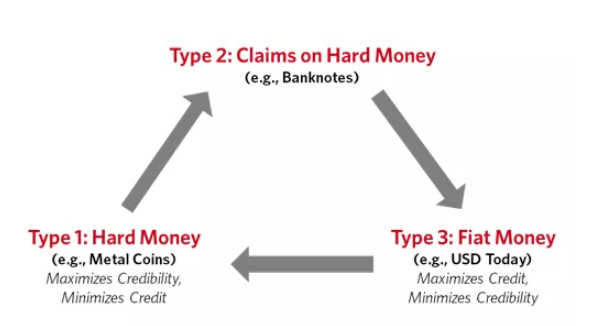 Type 2: Claims on Hard Money
(e.g., Banknotes)
Type 1: Hard Money
(e.g., Metal Coins)
Maximizes Credibility,
Minimizes Credit
Type 3: Fiat Money
(e.g., USD Today)
Maximizes Credit,
Minimizes Credibility